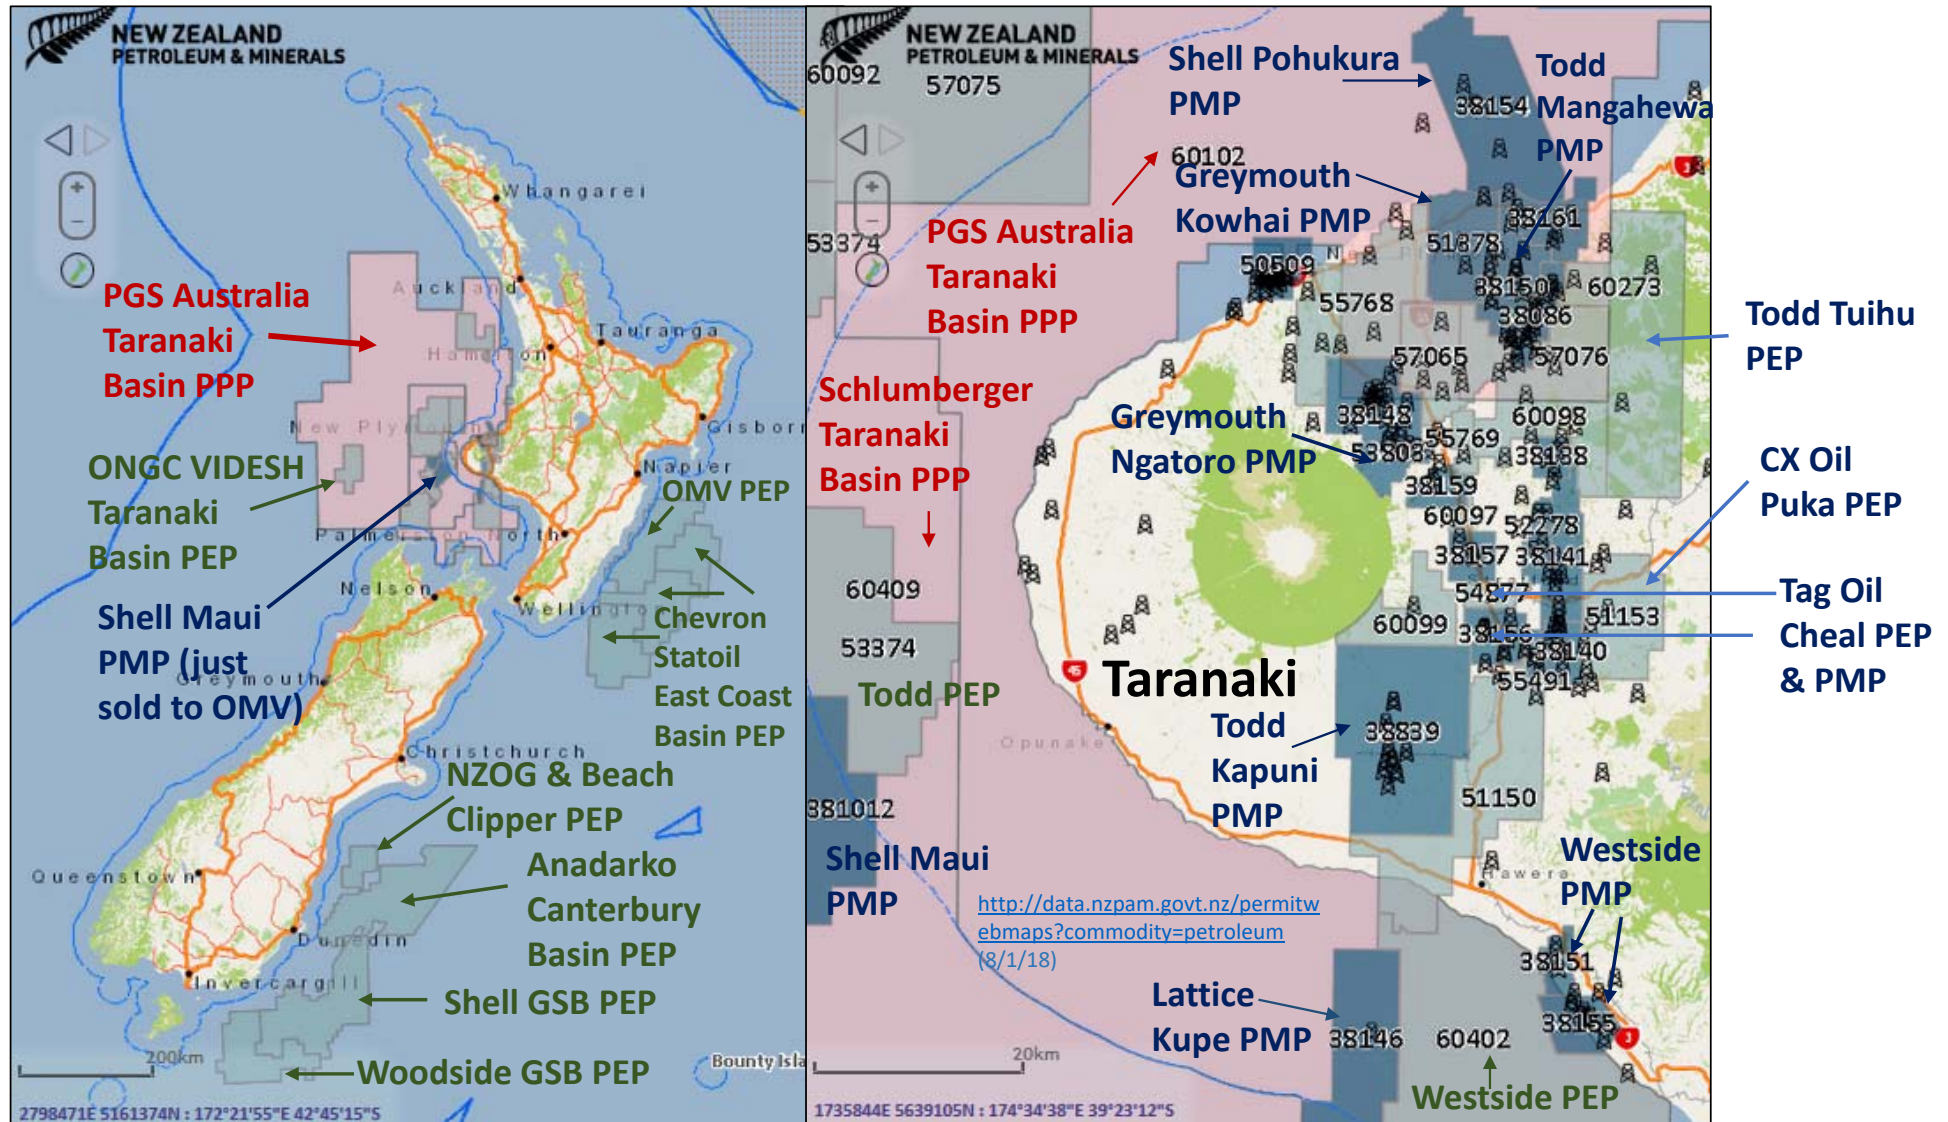 NEW ZEALAND
PETROLEUM & MINERALS
Whangarei
PGS Australia
Taranaki
Basin PPP
Auckland
Tauranga
Hamilton
New Plymouth
Gisborn
ONGC VIDESH
Taranaki
Basin PEP
Napier
OMV PEP
Palmerston North
Nelson
Wellington
Shell Maui
PMP (just
sold to OMV)
Greymouth
Chevron
Statoil
East Coast
Basin PEP
Christchurch
NZOG & Beach
Clipper PEP
Anadarko
Canterbury
Basin PEP
Queenstown
Dunedin
Invercargill
Shell GSB PEP
Woodside GSB PEP
200km
Bounty Isla
2798471E 5161374N : 172°21'55"E 42°45'15"S
NEW ZEALAND
PETROLEUM & MINERALS
60092
57075
Shell Pohukura
PMP
38154
Todd
Mangahewa
PMP
3
60102
Greymouth
Kowhai PMP
53374
PGS Australia
Taranaki
Basin PPP
38161
51378
50509
38150
60273
55768
38086
57065
57076
Todd Tuihu
PEP
Schlumberger
Taranaki
Basin PPP
Greymouth
Ngatoro PMP
38148
60098
55769
53803
38138
38159
CX Oil
Puka PEP
60097
52278
38157
38141
60409
54877
51153
60099
38156
Tag Oil
Cheal PEP
& PMP
53374
38140
55491
Todd PEP
45
Taranaki
Opunake
Todd
Kapuni
PMP
38839
381012
51150
Shell Maui
PMP
Westside
PMP
Hawera
http://data.nzpam.govt.nz/permitw
ebmaps?commodity=petroleum
(8/1/18)
38151
Lattice
Kupe PMP
38146
60402
38155
3
20km
Westside PEP
1735844E 5639105N : 174°34'38"E 39°23'12"S